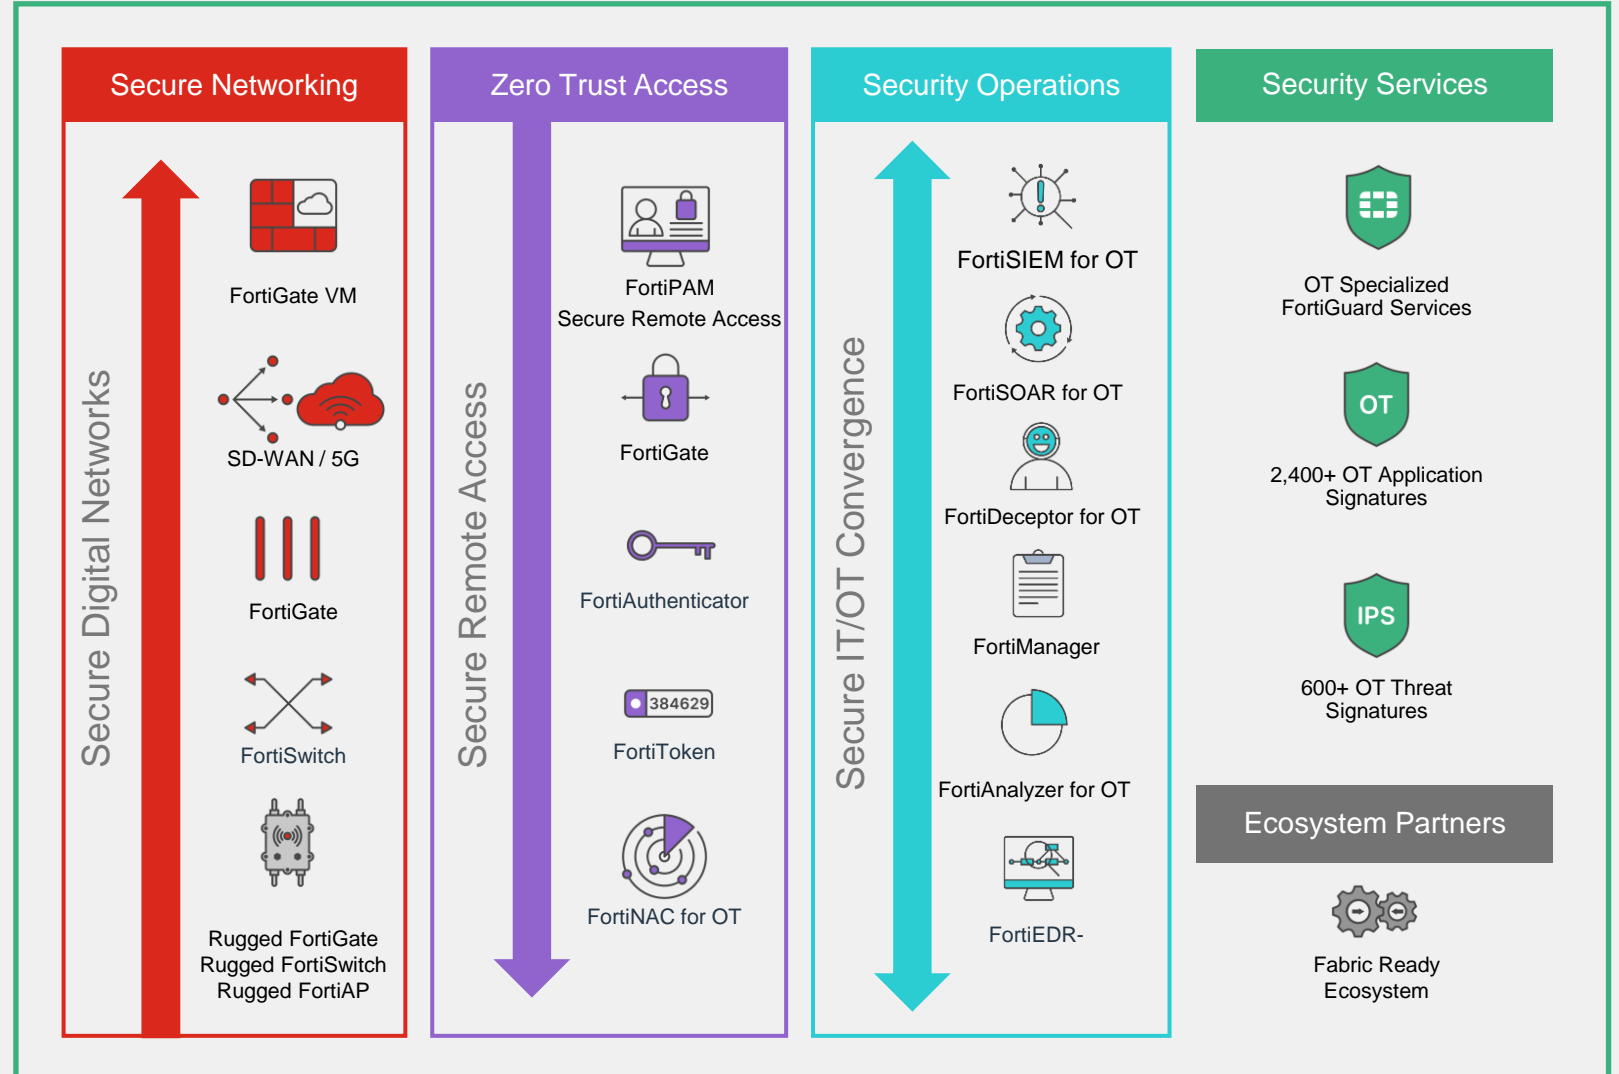 Secure Networking
Secure Digital Networks
FortiGate VM
SD-WAN / 5G
FortiGate
FortiSwitch
Rugged FortiGate
Rugged FortiSwitch
Rugged FortiAP
Zero Trust Access
Secure Remote Access
FortiPAM
Secure Remote Access
FortiGate
FortiAuthenticator
384629
FortiToken
FortiNAC for OT
Security Operations
Secure IT/OT Convergence
FortiSIEM for OT
FortiSOAR for OT
FortiDeceptor for OT
FortiManager
FortiAnalyzer for OT
FortiEDR-
Security Services
OT Specialized
FortiGuard Services
OT
2,400+ OT Application
Signatures
IPS
600+ OT Threat
Signatures
Ecosystem Partners
Fabric Ready
Ecosystem